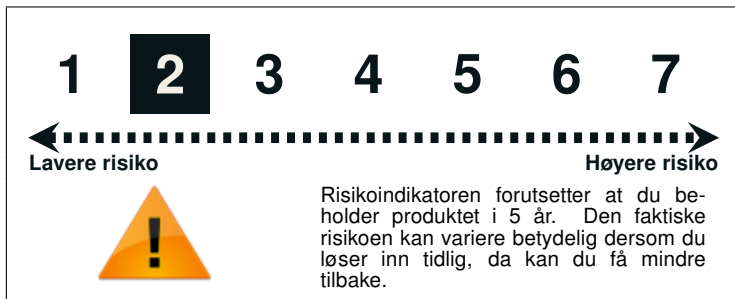 1 2 3 4 5 6 7
Lavere risiko Høyere risiko
!
Risikoindikatoren forutsetter at du be-
holder produktet i 5 år. Den faktiske
risikoen kan variere betydelig dersom du
løser inn tidlig, da kan du få mindre
tilbake.